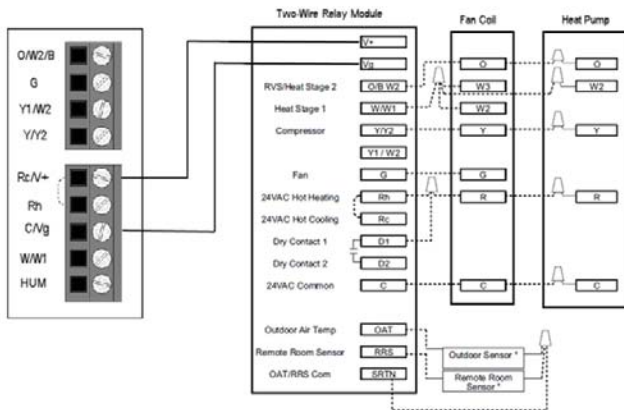 Two-Wire Relay Module
Fan Coil
Heat Pump
O/W2/B
G
Y1/W2
Y/Y2
Rc/V+
Rh
C/Vg
W/W1
HUM
V+
Vg
RVS/Heat Stage 2 O/B W2
Heat Stage 1 W/W1
Compressor Y/Y2
Y1 / W2
Fan G
24VAC Hot Heating Rh
24VAC Hot Cooling Rc
Dry Contact 1 D1
Dry Contact 2 D2
24VAC Common C
Outdoor Air Temp OAT
Remote Room Sensor RRS
OAT/RRS Com SRTN
O
W3
W2
Y
G
R
C
O
W2
Y
R
C
Outdoor Sensor *
Remote Room
Sensor *